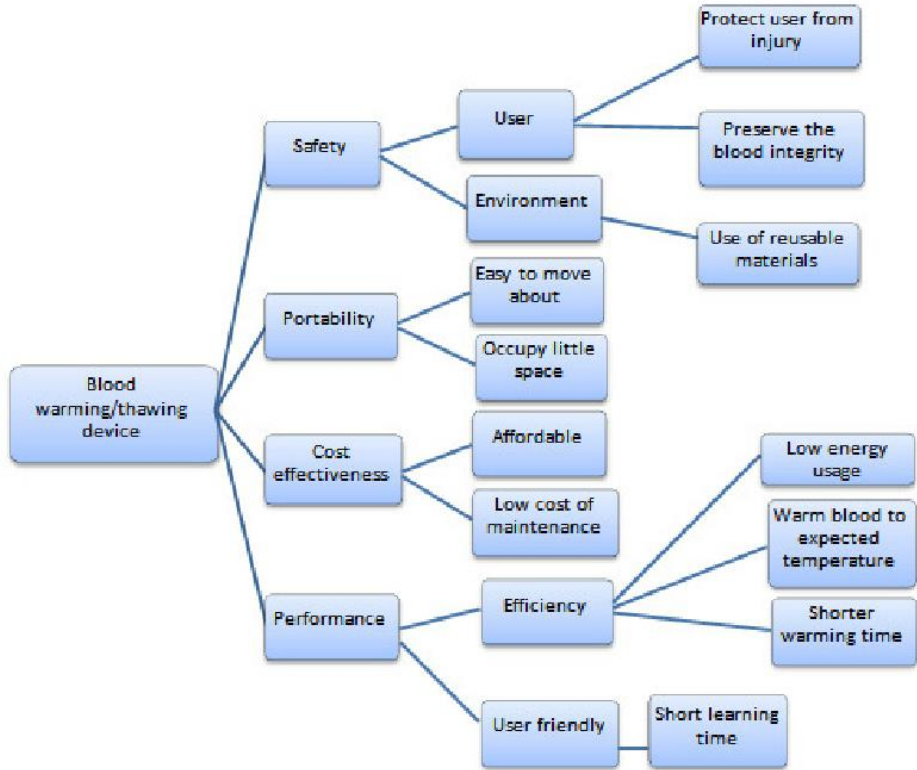 Protect user from
injury
User
Safety
Preserve the
blood integrity
Environment
Use of reusable
materials
Easy to move
about
Portability
Occupy little
space
Blood
warming/thawing
device
Affordable
Cost
effectiveness
Low energy
usage
Low cost of
maintenance
Warm blood to
expected
temperature
Efficiency
Performance
Shorter
warming time
User friendly
Short learning
time